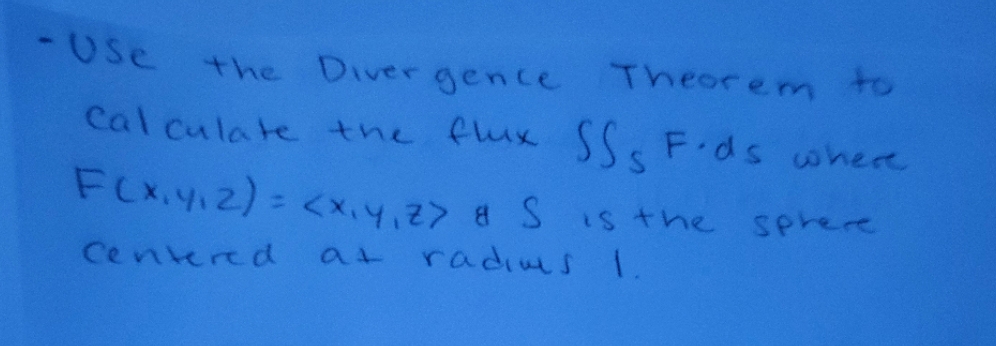 - Use the Divergence Theorem to
calculate the flux ∬s F·ds where
F(x,y,z) = <x,y,z> & S is the sphere
centered at radius 1.